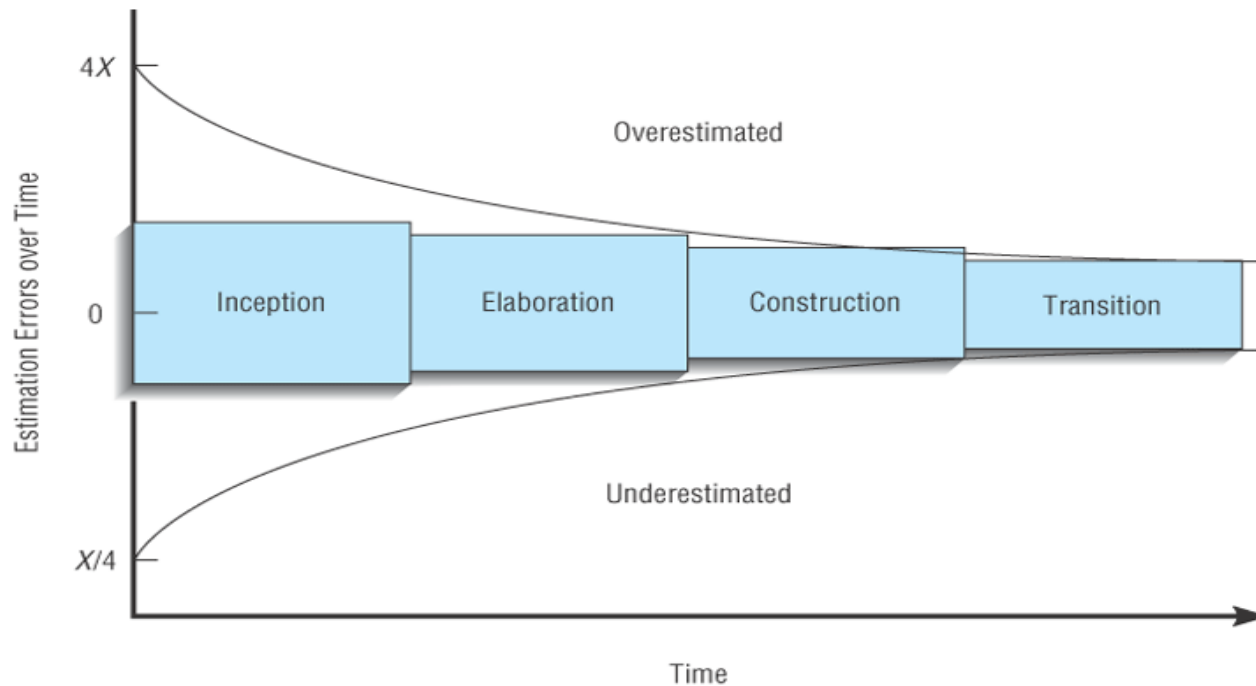 4X
Overestimated
Estimation Errors over Time
Inception
Elaboration
Construction
Transition
0
Underestimated
X/4
Time